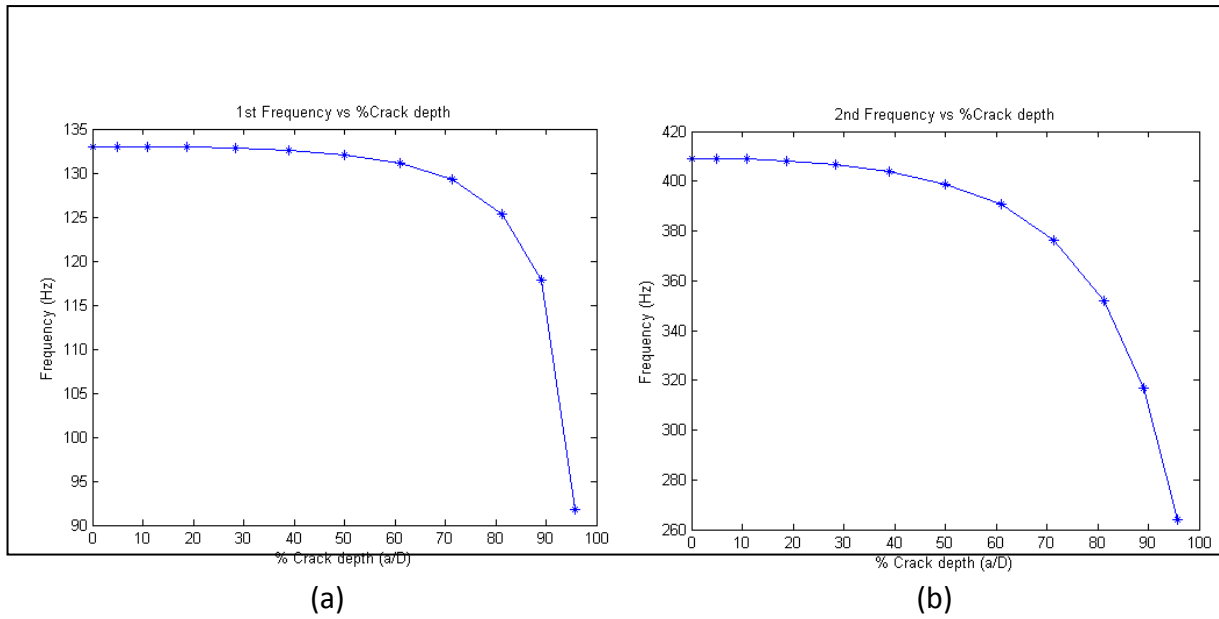 1st Frequency vs %Crack depth
135
130
125
120
115
110
105
100
95
90
0 10 20 30 40 50 60 70 80 90 100
Frequency (Hz)
% Crack depth (a/D)
(a)
2nd Frequency vs %Crack depth
420
400
380
360
340
320
300
280
260
0 10 20 30 40 50 60 70 80 90 100
Frequency (Hz)
% Crack depth (a/D)
(b)